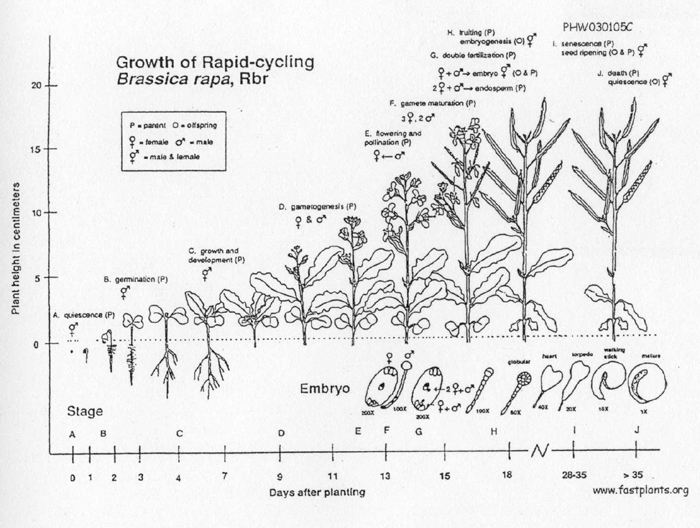 PHW030105C
Growth of Rapid-cycling
Brassica rapa, Rbr
P = parent O = offspring
♀ = female ♂ = male
⚥ = male & female
H. fruiting (P)
embryogenesis (O)
G. double fertilization (P)
♀ + ♂ → embryo (O & P)
2♀ + ♂ → endosperm (P)
F. gamete maturation (P)
3♀, 2♂
E. flowering and
pollination (P)
♀ ← ♂
I. senescence (P)
seed ripening (O & P)
J. death (P)
quiescence (O)
D. gametogenesis (P)
♀ & ♂
C. growth and
development (P)
B. germination (P)
A. quiescence (P)
Plant height in centimeters
20
15
10
5
0
Embryo
♀ ♂
200X
100X
200X
2♀+♂
♀+♂
190X
globular
50X
heart
40X
torpedo
20X
walking
stick
mature
1X
Stage
A B C D E F G H I J
0 1 2 3 4 7 9 11 13 15 18 28-35 > 35
Days after planting
www.fastplants.org